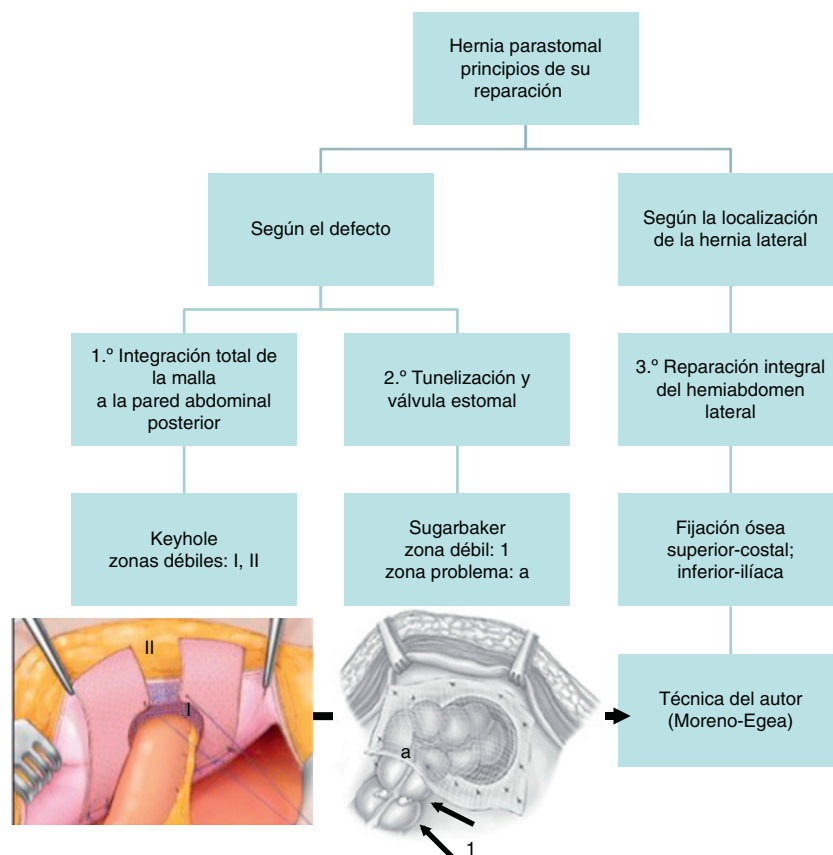 Hernia parastomal
principios de su
reparación
Según el defecto
Según la localización
de la hernia lateral
1.º Integración total de
la malla
a la pared abdominal
posterior
2.º Tunelización y
válvula estomal
3.º Reparación integral
del hemiabdomen
lateral
Keyhole
zonas débiles: I, II
Sugarbaker
zona débil: 1
zona problema: a
Fijación ósea
superior-costal;
inferior-ilíaca
II
I
a
1
Técnica del autor
(Moreno-Egea)